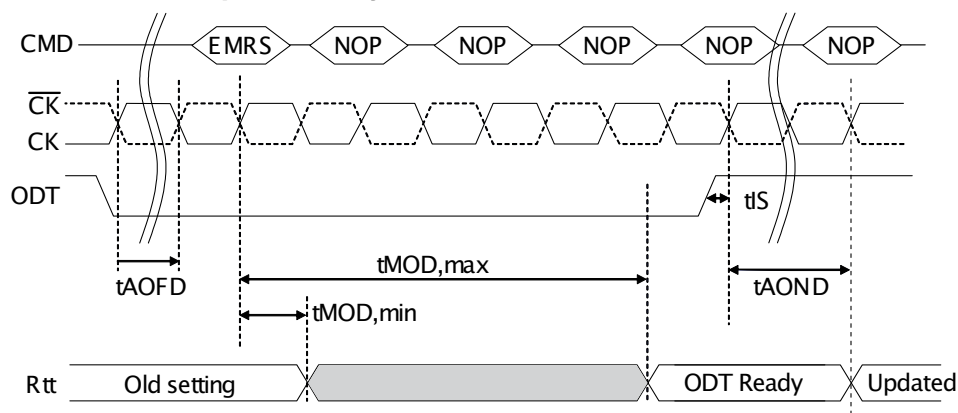 CMD EMRS NOP NOP NOP NOP NOP
CK
CK
ODT
tIS
tMOD,max
tAOFD
tAOND
tMOD,min
Rtt Old setting ODT Ready Updated